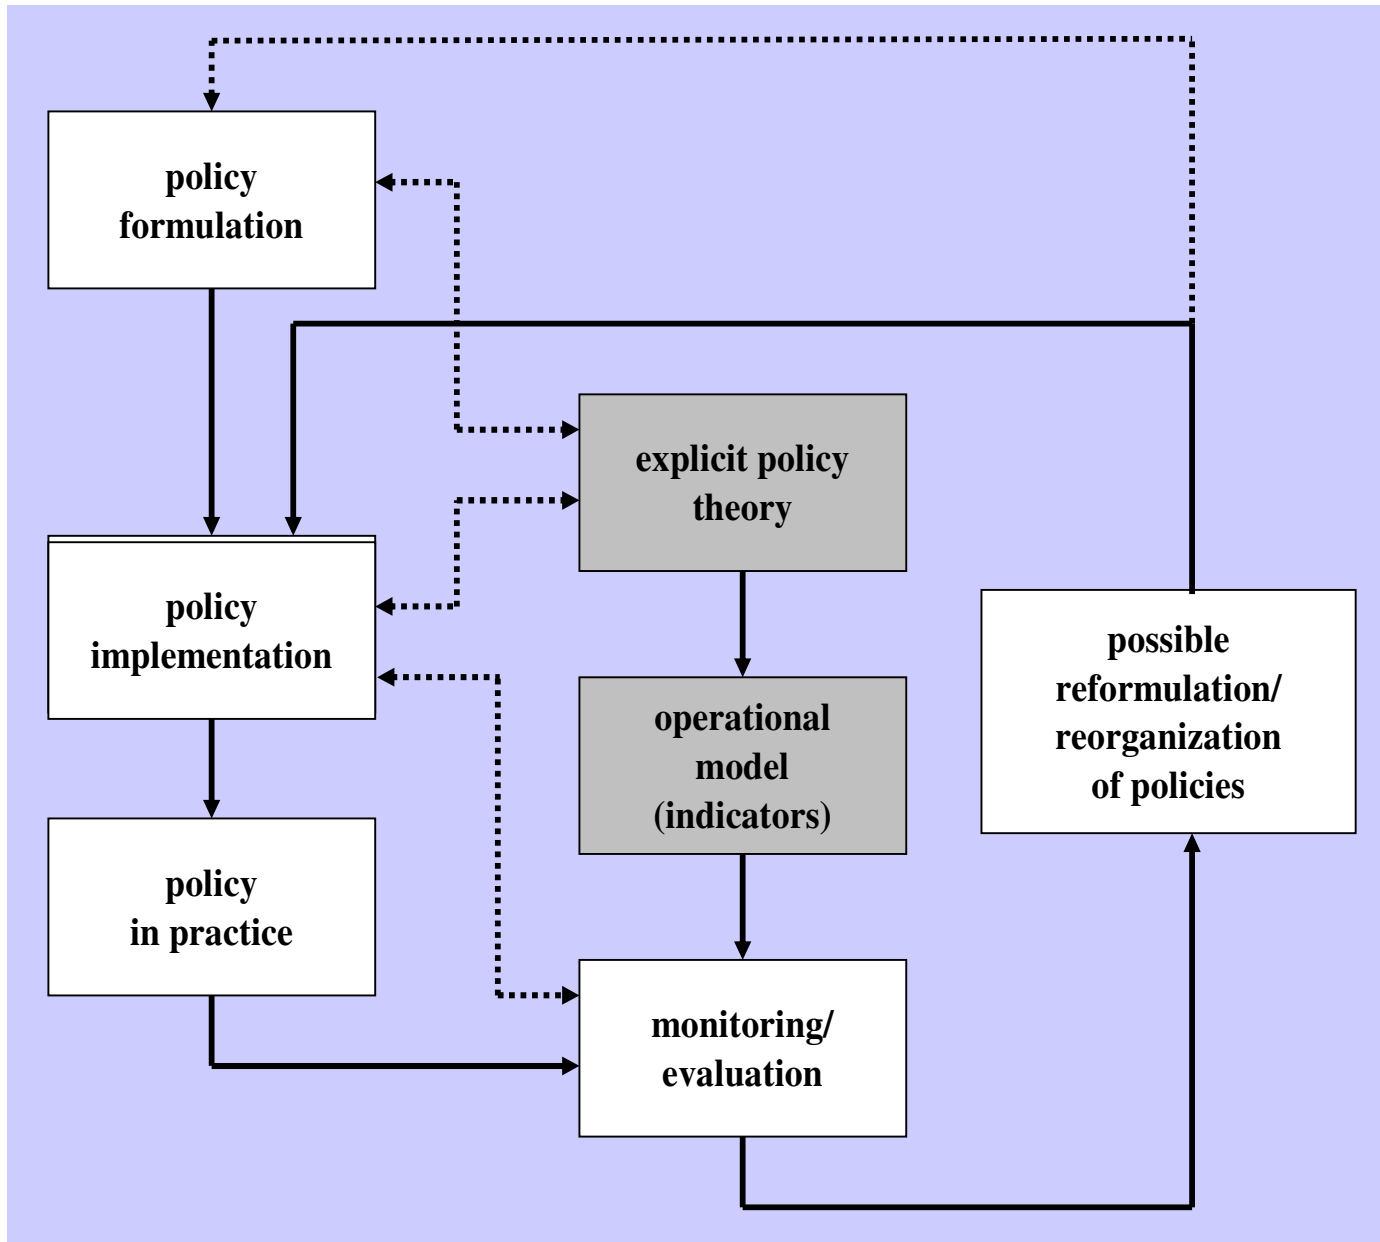 policy
formulation
explicit policy
theory
policy
implementation
possible
reformulation/
reorganization
of policies
operational
model
(indicators)
policy
in practice
monitoring/
evaluation